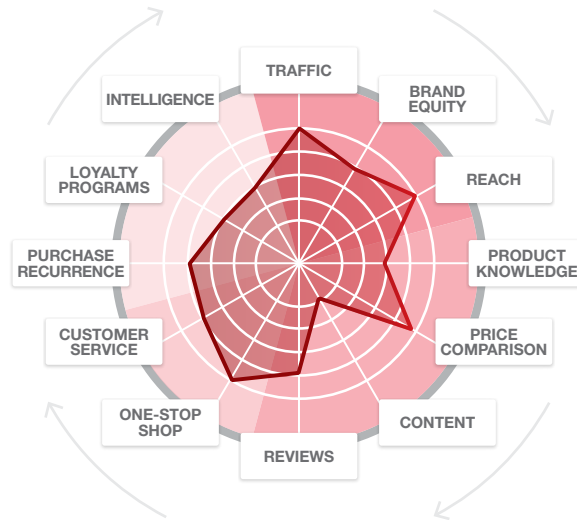 TRAFFIC
BRAND
EQUITY
REACH
PRODUCT
KNOWLEDGE
PRICE
COMPARISON
CONTENT
REVIEWS
ONE-STOP
SHOP
CUSTOMER
SERVICE
PURCHASE
RECURRENCE
LOYALTY
PROGRAMS
INTELLIGENCE